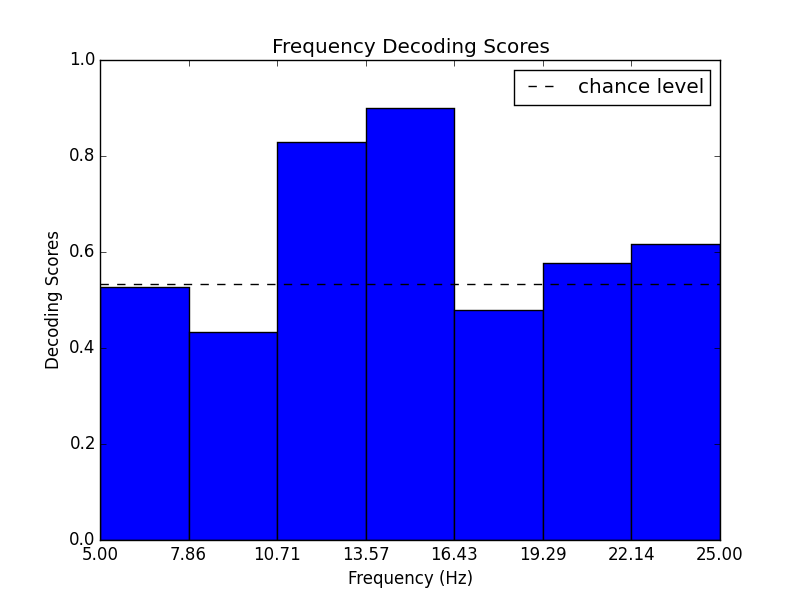 Frequency Decoding Scores
chance level
1.0
0.8
0.6
0.4
0.2
0.0
Decoding Scores
5.00 7.86 10.71 13.57 16.43 19.29 22.14 25.00
Frequency (Hz)